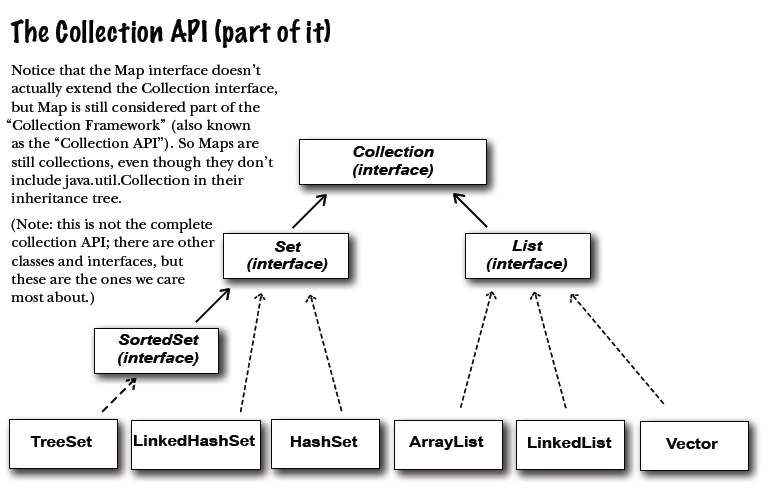 The Collection API (part of it)
Notice that the Map interface doesn't
actually extend the Collection interface,
but Map is still considered part of the
“Collection Framework” (also known
as the “Collection API”). So Maps are
still collections, even though they don't
include java.util.Collection in their
inheritance tree.
(Note: this is not the complete
collection API; there are other
classes and interfaces, but
these are the ones we care
most about.)
Collection
(interface)
Set
(interface)
List
(interface)
SortedSet
(interface)
TreeSet
LinkedHashSet
HashSet
ArrayList
LinkedList
Vector